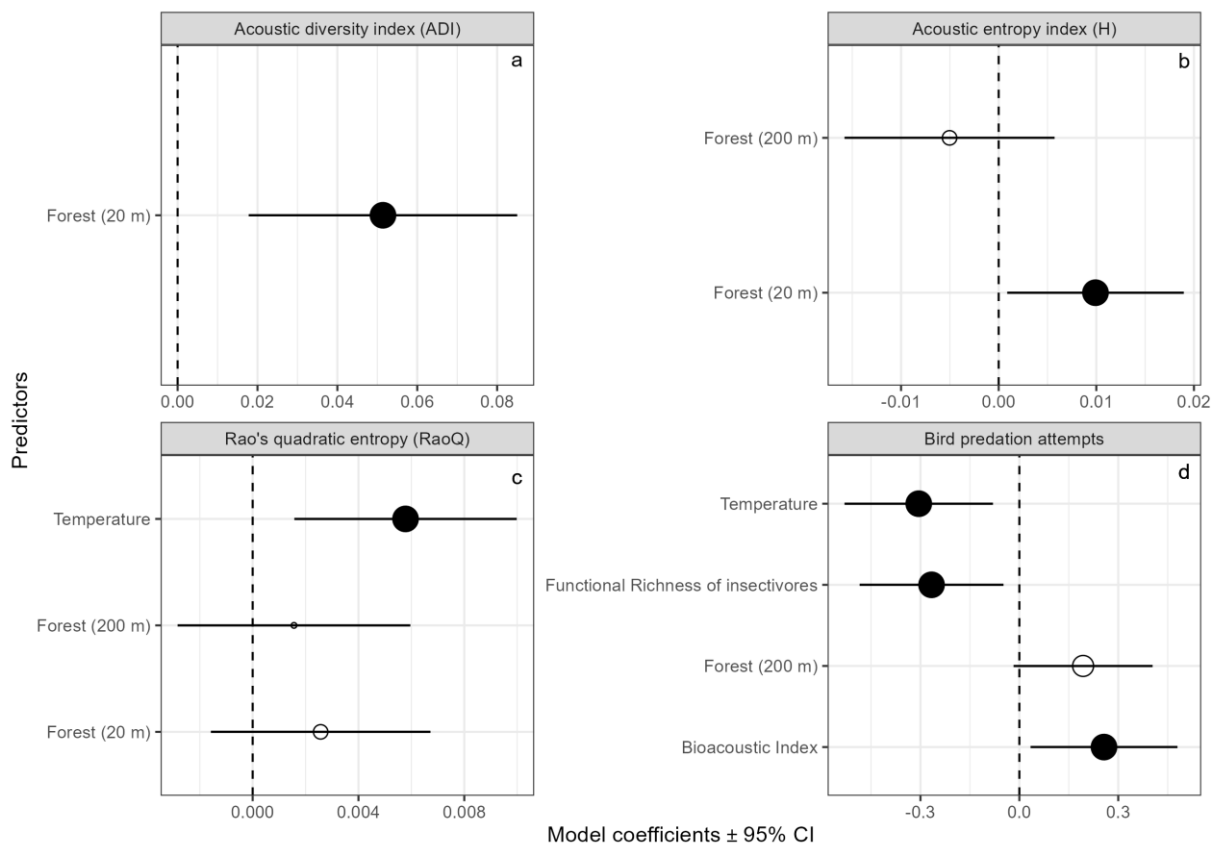 Acoustic diversity index (ADI)
a
Forest (20 m)
0.00 0.02 0.04 0.06 0.08
Acoustic entropy index (H)
b
Forest (200 m)
Forest (20 m)
-0.01 0.00 0.01 0.02
Predictors
Rao's quadratic entropy (RaoQ)
c
Temperature
Forest (200 m)
Forest (20 m)
0.000 0.004 0.008
Bird predation attempts
d
Temperature
Functional Richness of insectivores
Forest (200 m)
Bioacoustic Index
-0.3 0.0 0.3
Model coefficients ± 95% CI